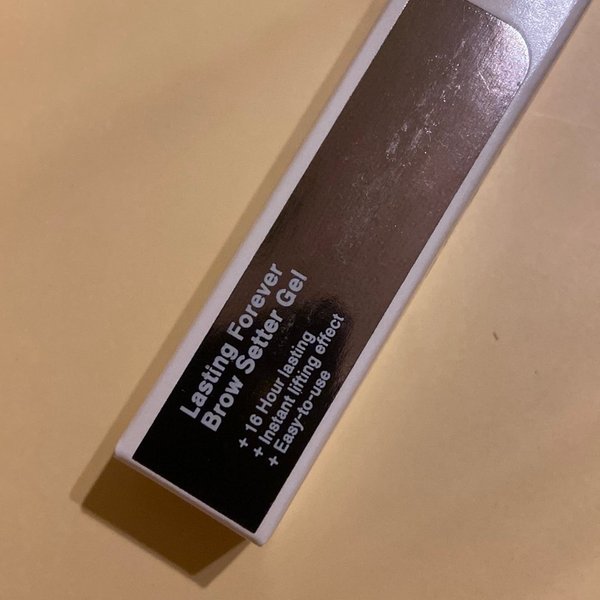 Lasting Forever
Brow Setter Gel
+ 16 Hour lasting
+ Instant lifting effect
+ Easy-to-use